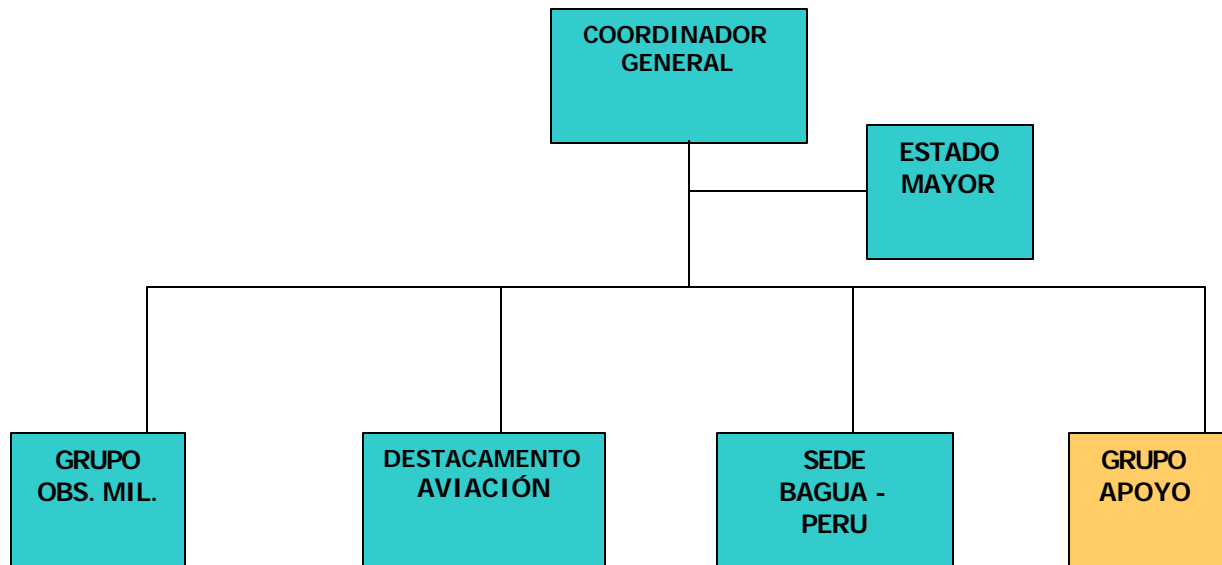 COORDINADOR
GENERAL
ESTADO
MAYOR
GRUPO
OBS. MIL.
DESTACAMENTO
AVIACIÓN
SEDE
BAGUA -
PERU
GRUPO
APOYO